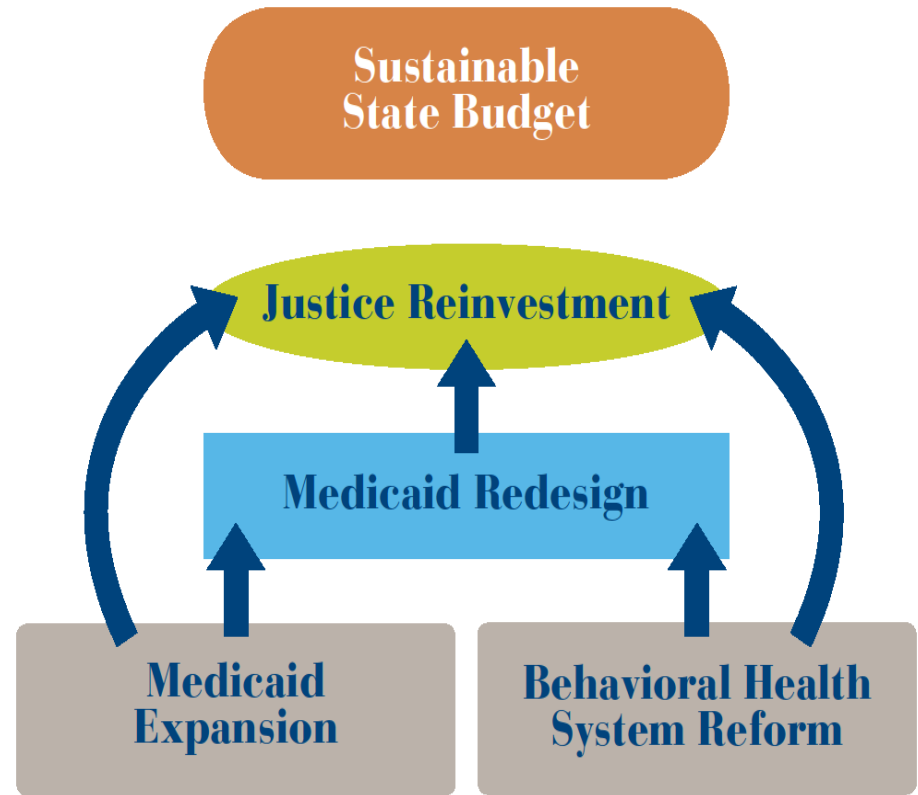 Sustainable
State Budget
Justice Reinvestment
Medicaid Redesign
Medicaid
Expansion
Behavioral Health
System Reform